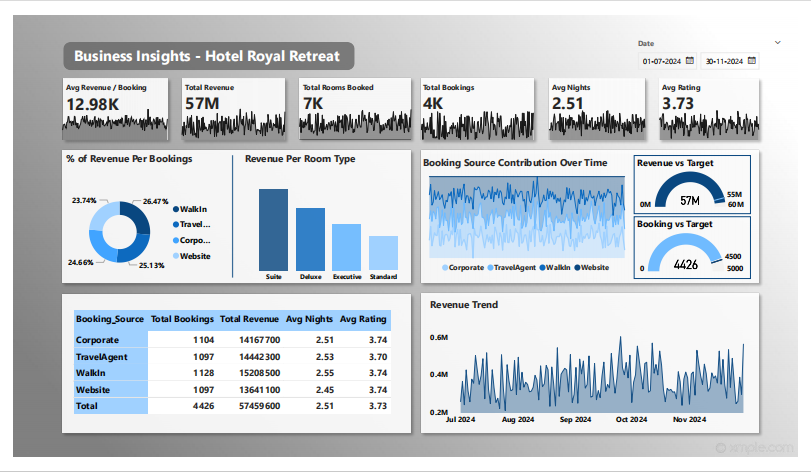 Business Insights - Hotel Royal Retreat
Date
01-07-2024 30-11-2024
Avg Revenue / Booking
12.98K
Total Revenue
57M
Total Rooms Booked
7K
Total Bookings
4K
Avg Nights
2.51
Avg Rating
3.73
% of Revenue Per Bookings
23.74%
26.47%
24.66%
25.13%
WalkIn
Travel...
Corpo...
Website
Revenue Per Room Type
Suite Deluxe Executive Standard
Booking Source Contribution Over Time
Corporate TravelAgent WalkIn Website
Revenue vs Target
0M 57M 55M
60M
Booking vs Target
0 4426 4500
5000
Booking_Source Total Bookings Total Revenue Avg Nights Avg Rating
Corporate 1104 14167700 2.51 3.74
TravelAgent 1097 14442300 2.53 3.70
WalkIn 1128 15208500 2.55 3.74
Website 1097 13641100 2.45 3.74
Total 4426 57459600 2.51 3.73
Revenue Trend
0.6M
0.4M
0.2M
Jul 2024 Aug 2024 Sep 2024 Oct 2024 Nov 2024
© xmple.com